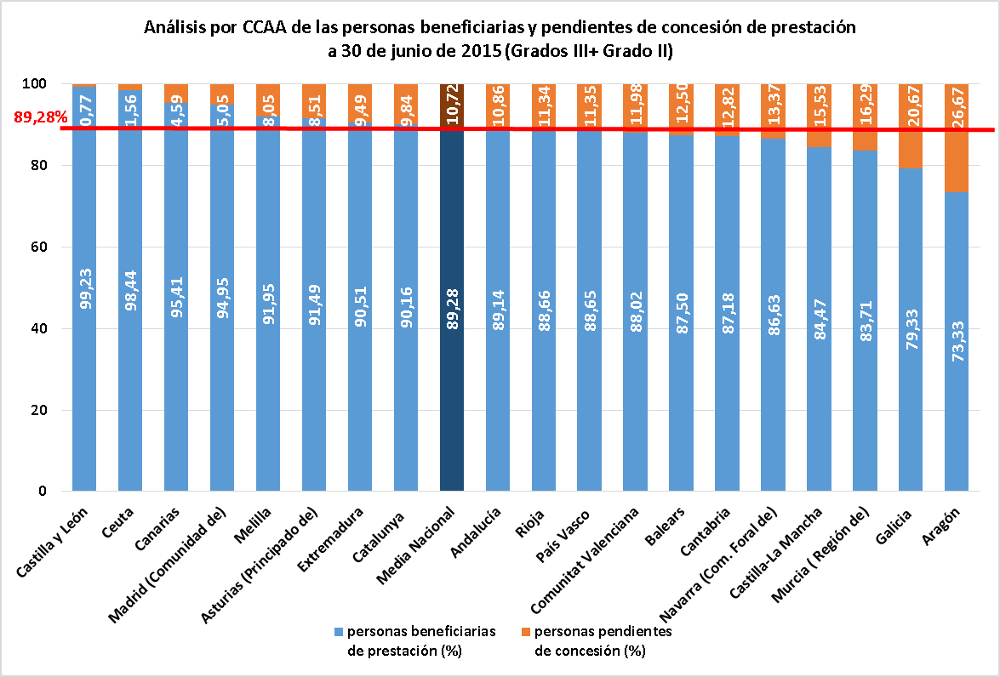 Análisis por CCAA de las personas beneficiarias y pendientes de concesión de prestación
a 30 de junio de 2015 (Grados III+ Grado II)
100
89,28%
80
60
40
20
0
0,77
1,56
4,59
5,05
8,05
8,51
9,49
9,84
10,72
10,86
11,34
11,35
11,98
12,50
12,82
13,37
15,53
16,29
20,67
26,67
99,23
98,44
95,41
94,95
91,95
91,49
90,51
90,16
89,28
89,14
88,66
88,65
88,02
87,50
87,18
86,63
84,47
83,71
79,33
73,33
Castilla y León
Ceuta
Canarias
Madrid (Comunidad de)
Melilla
Asturias (Principado de)
Extremadura
Catalunya
Media Nacional
Andalucía
Rioja
País Vasco
Comunitat Valenciana
Balears
Cantabria
Navarra (Com. Foral de)
Castilla-La Mancha
Murcia ( Región de)
Galicia
Aragón
personas beneficiarias
de prestación (%)
personas pendientes
de concesión (%)